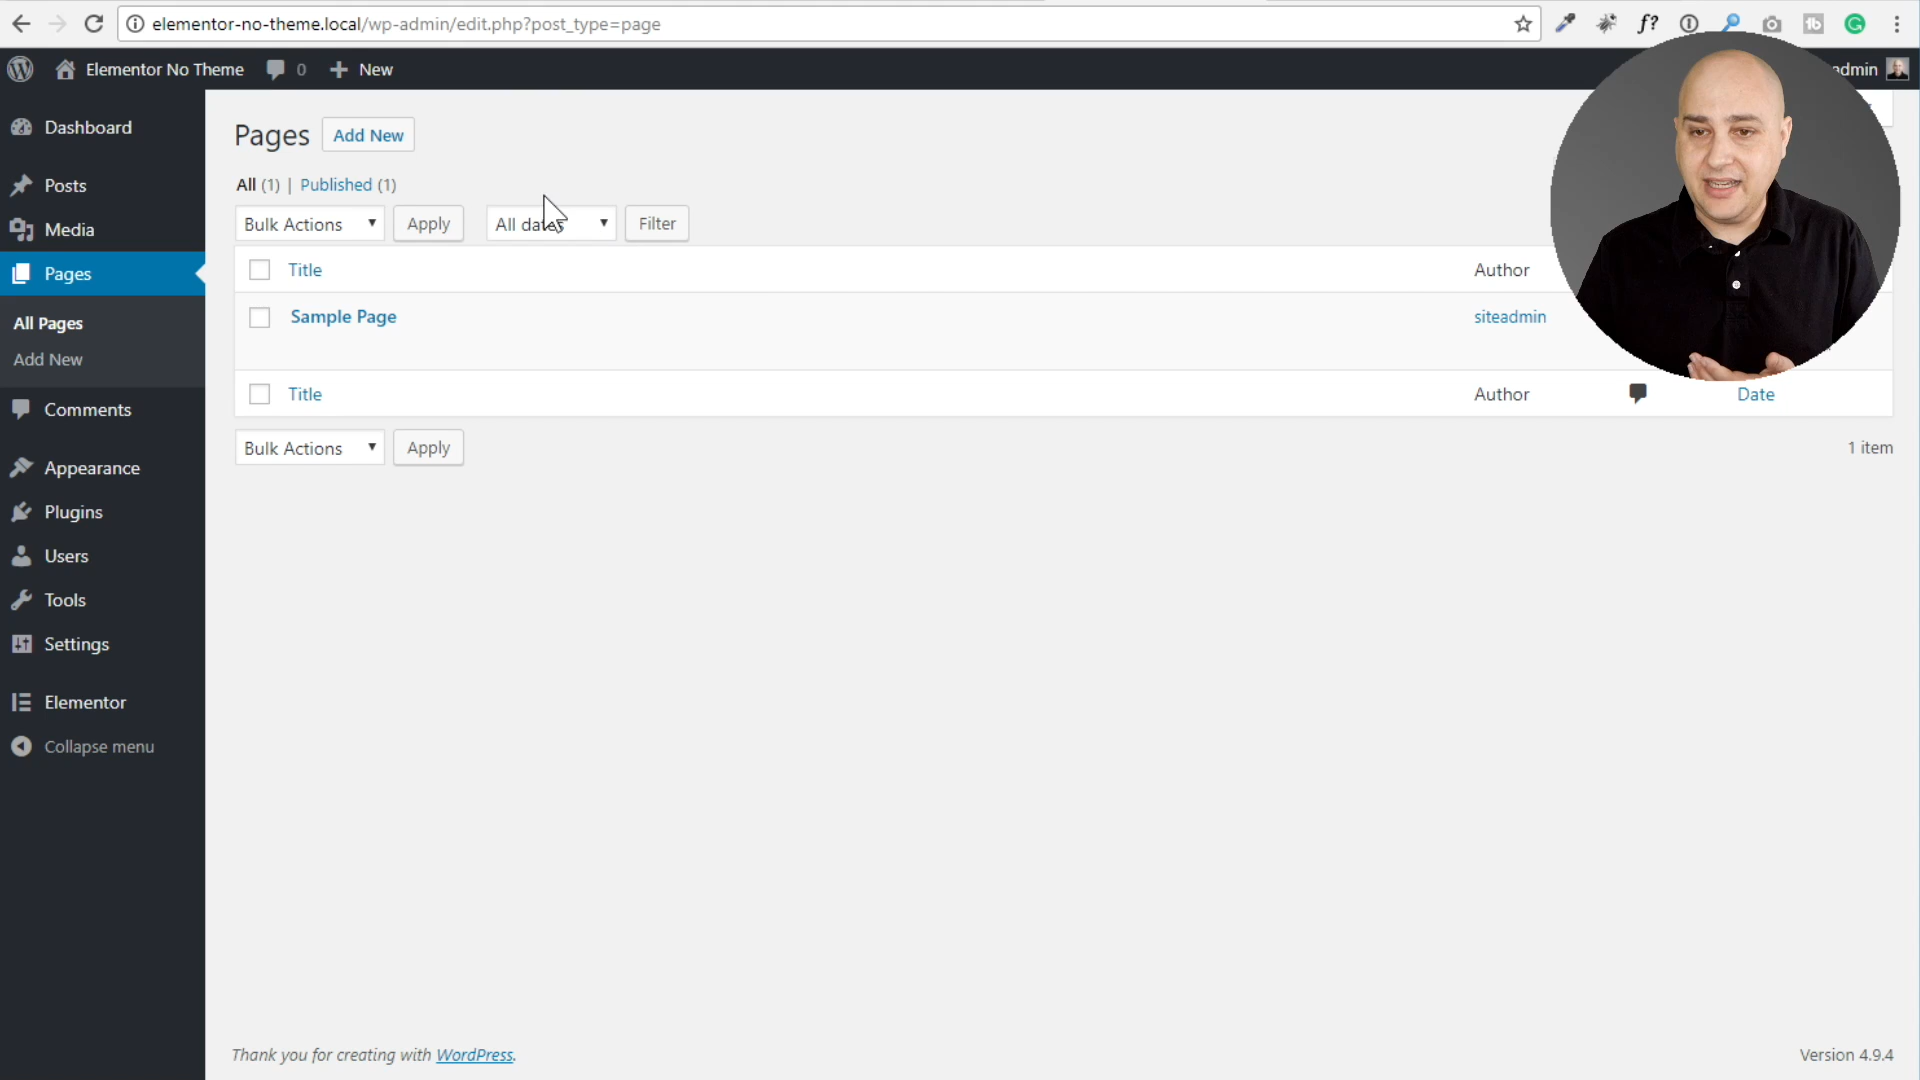 elementor-no-theme.local/wp-admin/edit.php?post_type=page
Elementor No Theme 0 New
Dashboard
Posts
Media
Pages
All Pages
Add New
Comments
Appearance
Plugins
Users
Tools
Settings
Elementor
Collapse menu
Pages Add New
All (1) | Published (1)
Bulk Actions Apply All dates Filter
Title Author
Sample Page siteadmin
Title Author Date
Bulk Actions Apply 1 item
Thank you for creating with WordPress.
Version 4.9.4